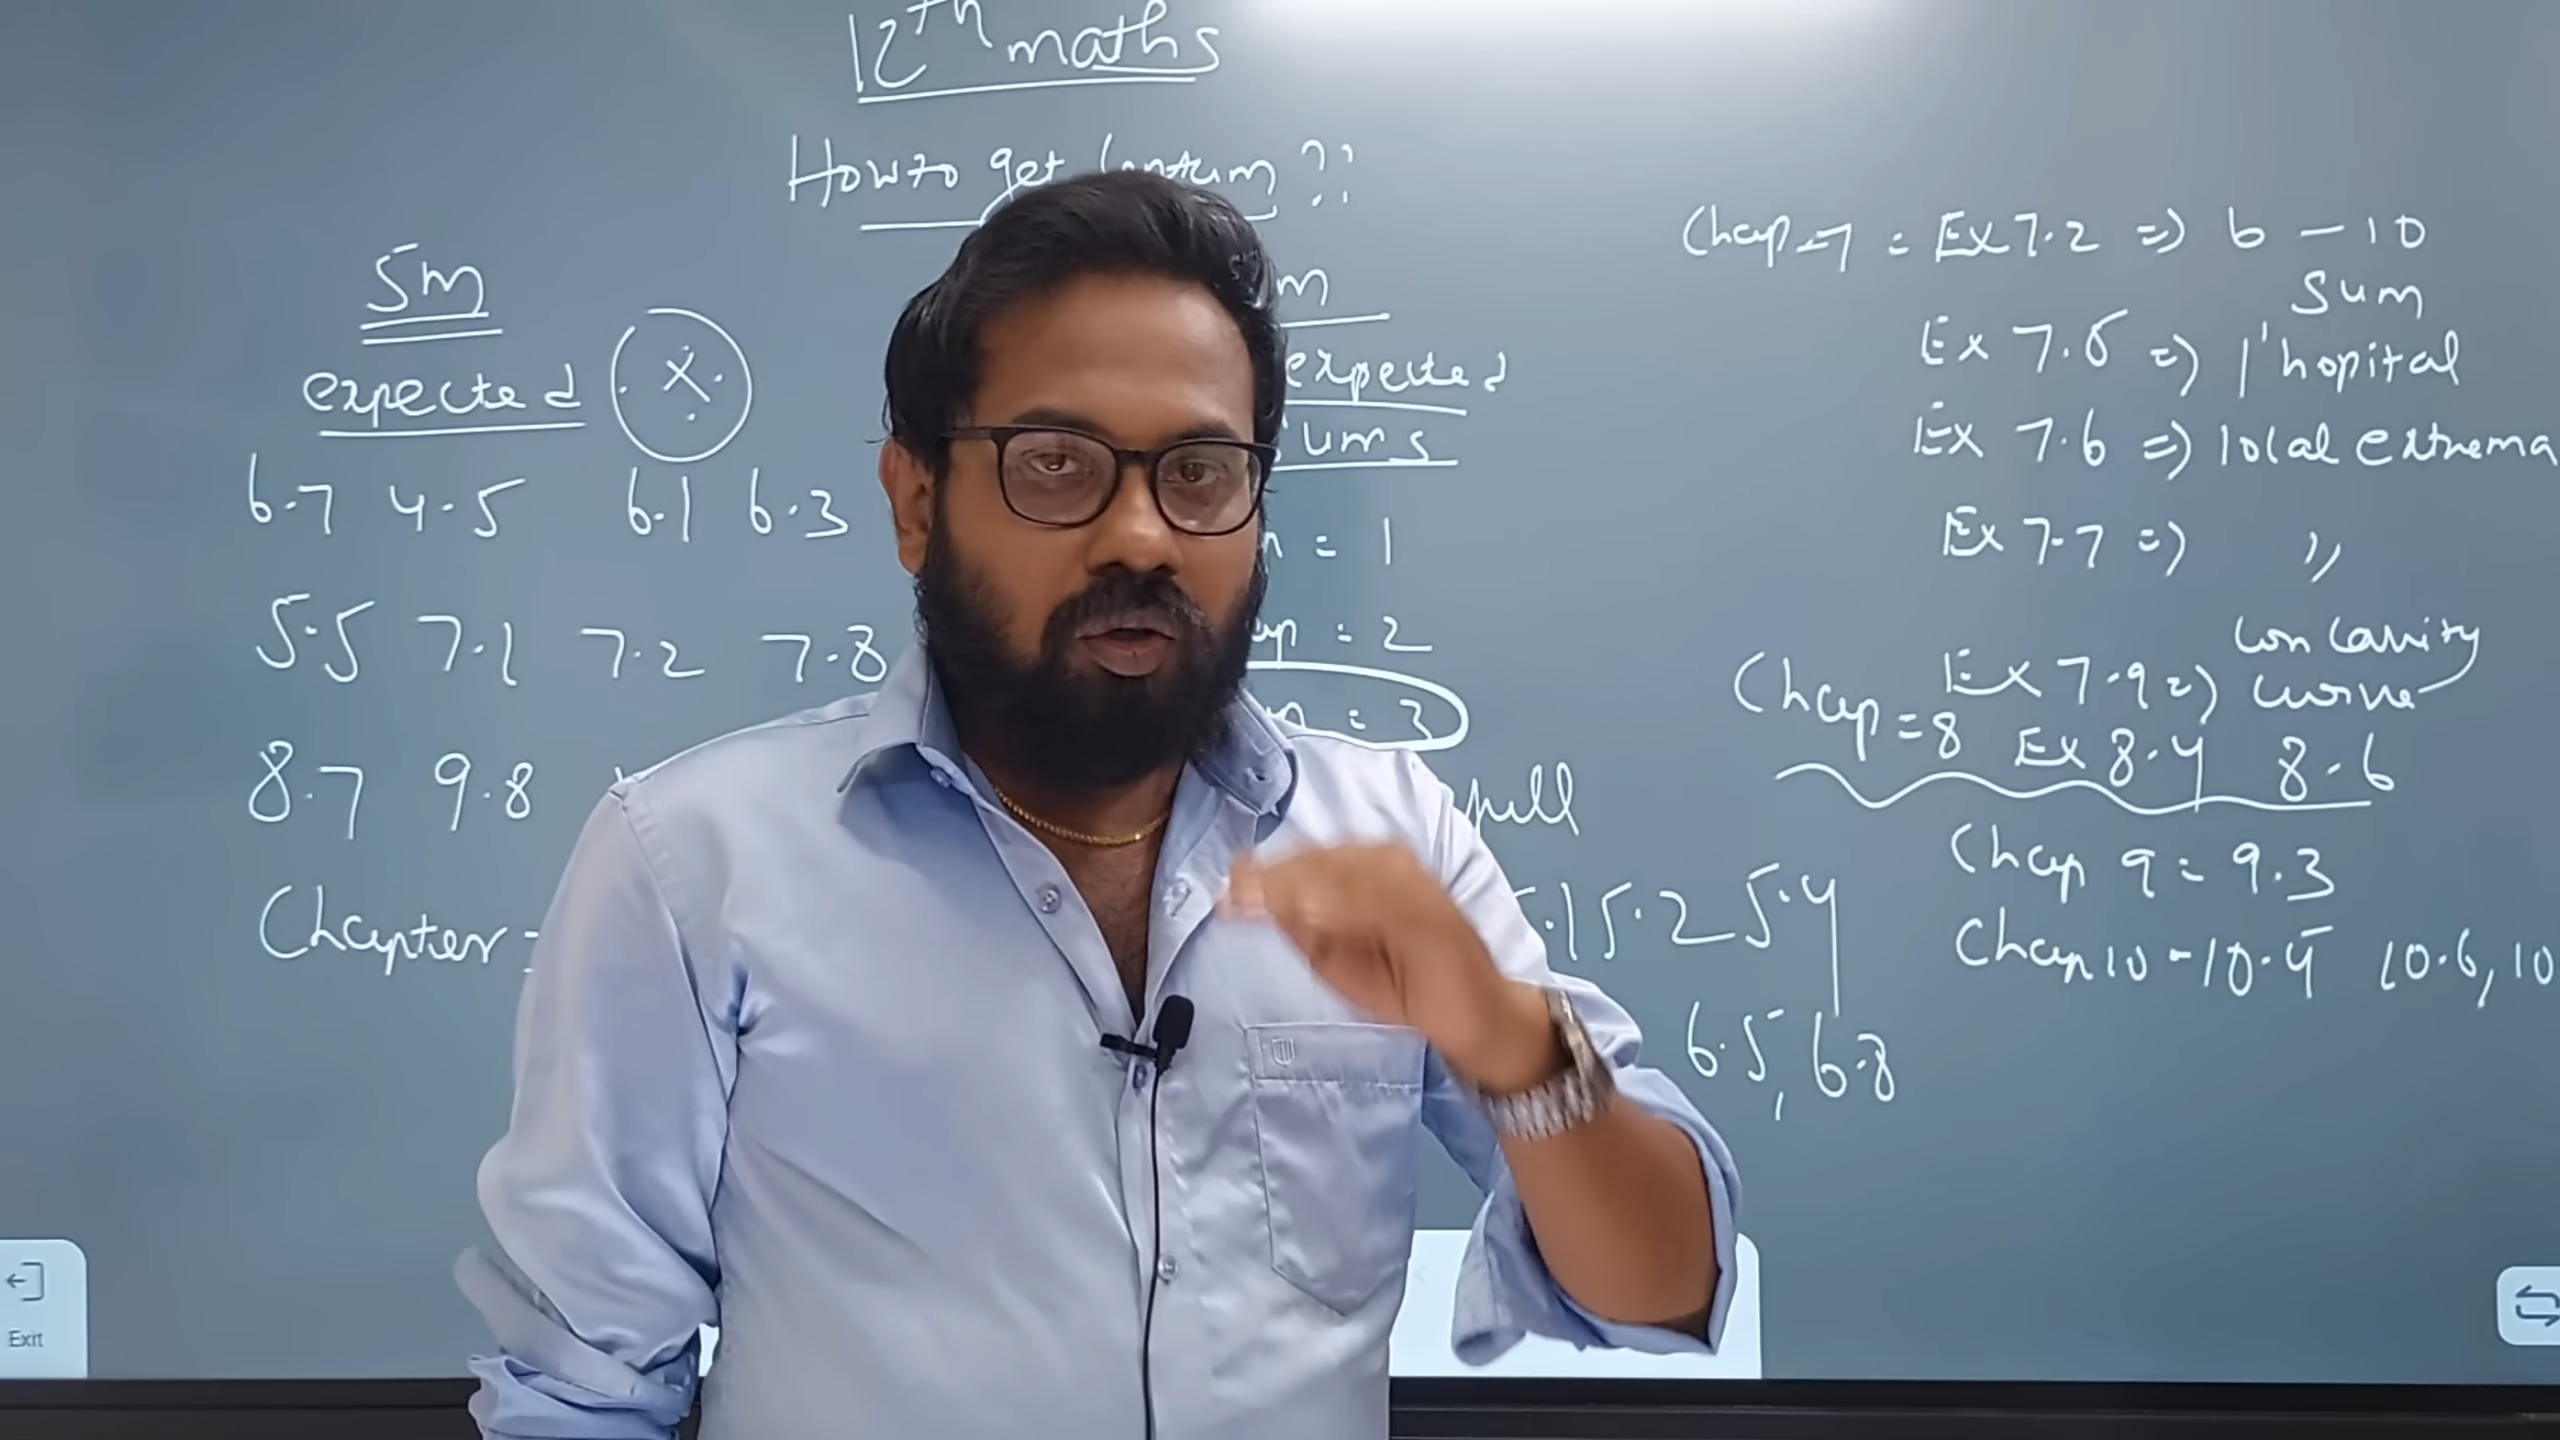 12th maths
How to get ??
5m
expected
X
6.7 4.5 6.1 6.3
5.5 7.1 7.2 7.8
8.7 9.8
Chapter =
m
expected
= 1
= 2
= 3
full
5.2 5.4
6.5, 6.8
Chap 7 = Ex 7.2 => 6 - 10
sum
Ex 7.5 => l'hopital
Ex 7.6 => local extrema
Ex 7.7 => "
Ex 7.9 => concavity
curve
Chap = 8 Ex 8.4 8.6
Chap 9 = 9.3
Chap 10 - 10.4 10.6, 10
Exit